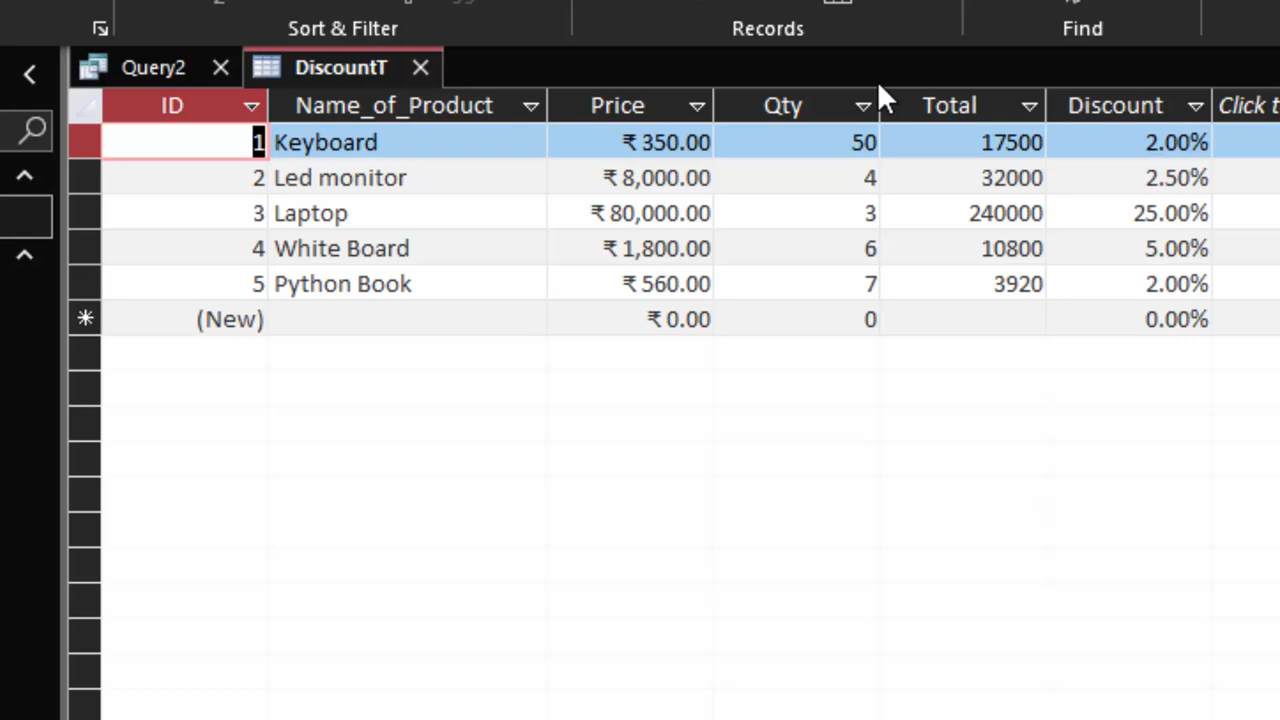 Sort & Filter Records Find
Query2 DiscountT
ID Name_of_Product Price Qty Total Discount Click t
1 Keyboard ₹ 350.00 50 17500 2.00%
2 Led monitor ₹ 8,000.00 4 32000 2.50%
3 Laptop ₹ 80,000.00 3 240000 25.00%
4 White Board ₹ 1,800.00 6 10800 5.00%
5 Python Book ₹ 560.00 7 3920 2.00%
(New) ₹ 0.00 0 0.00%